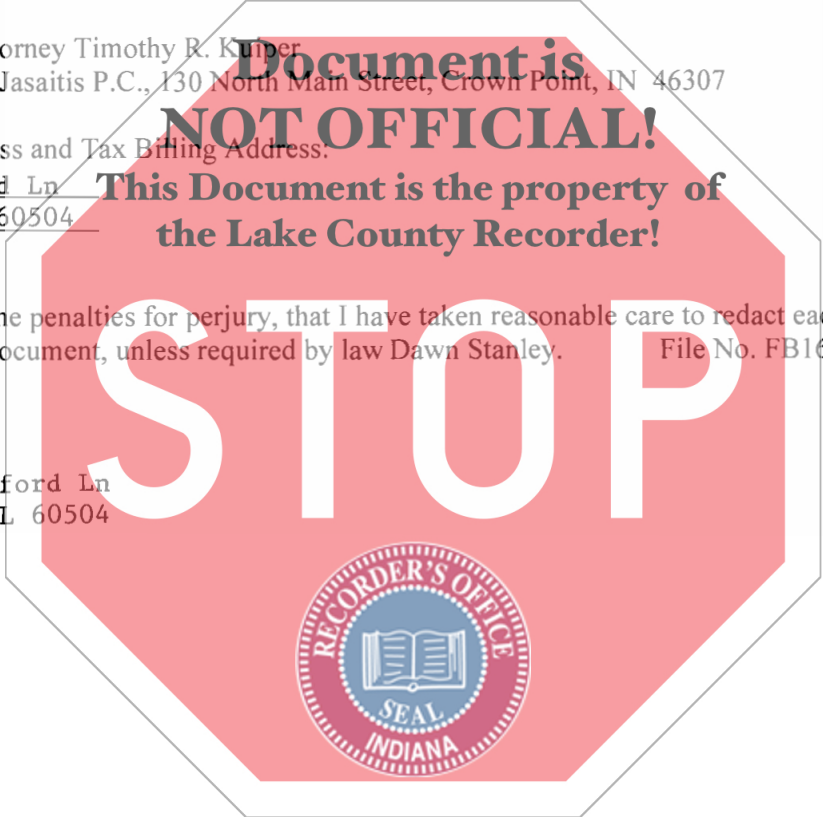 orney Timothy R. Kuiper
Jasaitis P.C., 130 North Main Street, Crown Point, IN 46307
Document is
NOT OFFICIAL!
ss and Tax Billing Address:
d Ln
This Document is the property of
60504
the Lake County Recorder!
he penalties for perjury, that I have taken reasonable care to redact eac
ocument, unless required by law Dawn Stanley. File No. FB16
STOP
ford Ln
L 60504
RECORDER'S OFFICE
SEAL
INDIANA